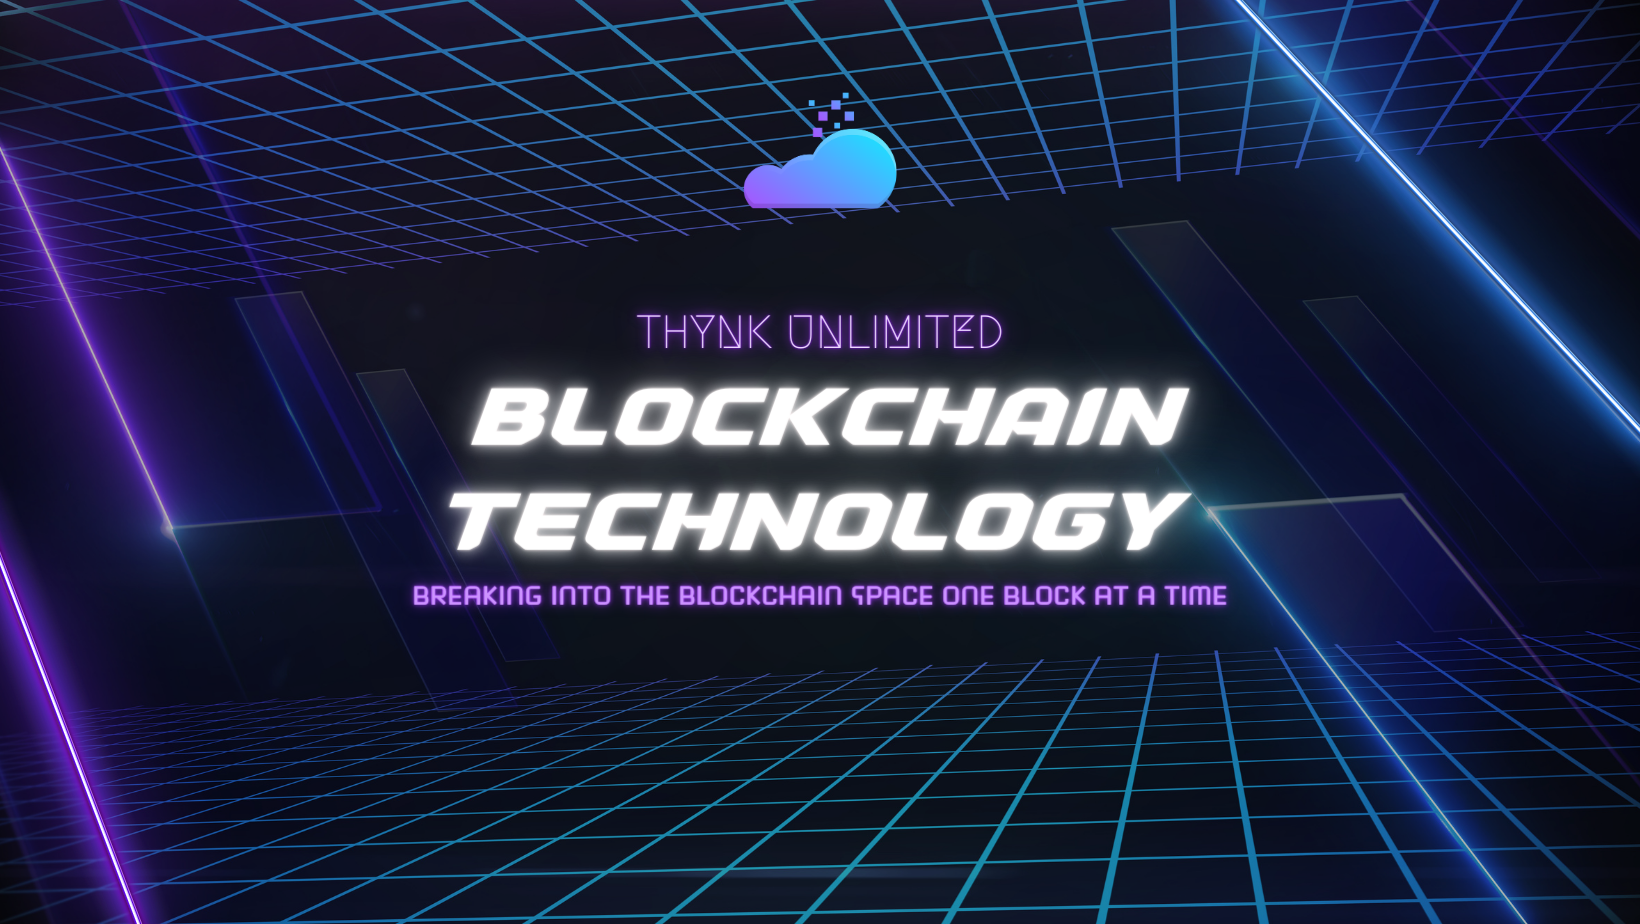 THYNK UNLIMITED
BLOCKCHAIN
TECHNOLOGY
BREAKING INTO THE BLOCKCHAIN SPACE ONE BLOCK AT A TIME